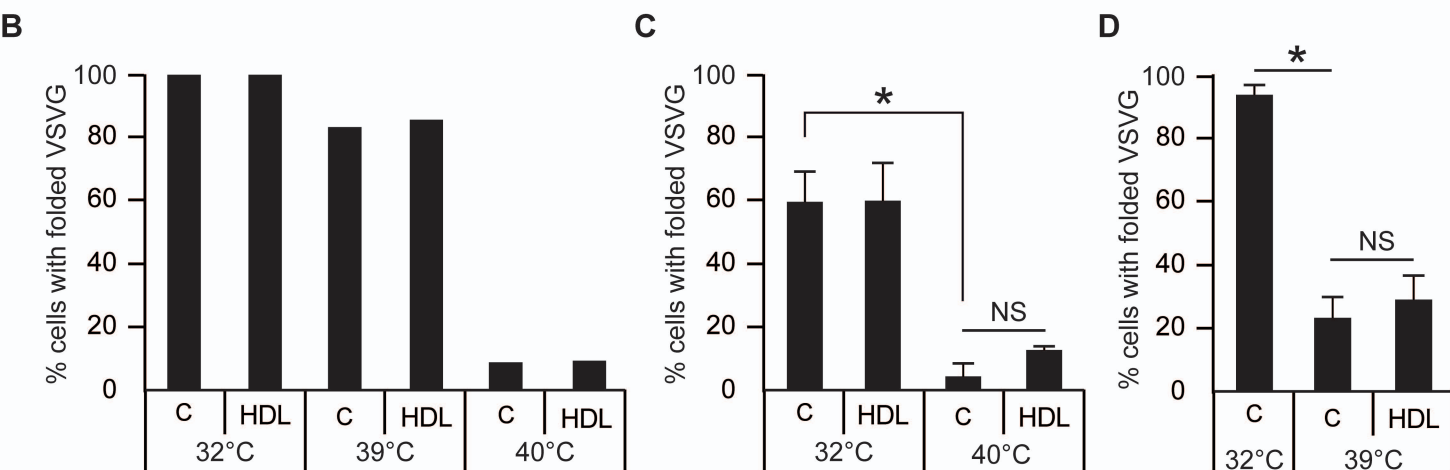 B
% cells with folded VSVG
100
80
60
40
20
0
C HDL C HDL C HDL
32°C 39°C 40°C
C
% cells with folded VSVG
100
80
60
40
20
0
*
NS
C HDL C HDL
32°C 40°C
D
% cells with folded VSVG
100
80
60
40
20
0
*
NS
C C HDL
32°C 39°C